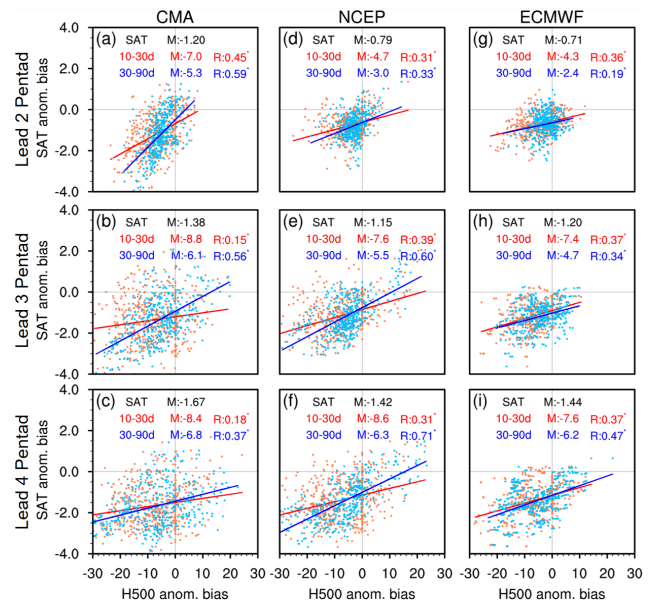 CMA NCEP ECMWF
Lead 2 Pentad
SAT anom. bias
4.0
2.0
0.0
-2.0
-4.0
(a) SAT M:-1.20
10-30d M:-7.0 R:0.45*
30-90d M:-5.3 R:0.59*
(d) SAT M:-0.79
10-30d M:-4.7 R:0.31*
30-90d M:-3.0 R:0.33*
(g) SAT M:-0.71
10-30d M:-4.3 R:0.36*
30-90d M:-2.4 R:0.19*
Lead 3 Pentad
SAT anom. bias
4.0
2.0
0.0
-2.0
-4.0
(b) SAT M:-1.38
10-30d M:-8.8 R:0.15*
30-90d M:-6.1 R:0.56*
(e) SAT M:-1.15
10-30d M:-7.6 R:0.39*
30-90d M:-5.5 R:0.60*
(h) SAT M:-1.20
10-30d M:-7.4 R:0.37*
30-90d M:-4.7 R:0.34*
Lead 4 Pentad
SAT anom. bias
4.0
2.0
0.0
-2.0
-4.0
(c) SAT M:-1.67
10-30d M:-8.4 R:0.18*
30-90d M:-6.8 R:0.37*
(f) SAT M:-1.42
10-30d M:-8.6 R:0.31*
30-90d M:-6.3 R:0.71*
(i) SAT M:-1.44
10-30d M:-7.6 R:0.37*
30-90d M:-6.2 R:0.47*
-30 -20 -10 0 10 20 30 -20 -10 0 10 20 30 -20 -10 0 10 20 30
H500 anom. bias H500 anom. bias H500 anom. bias